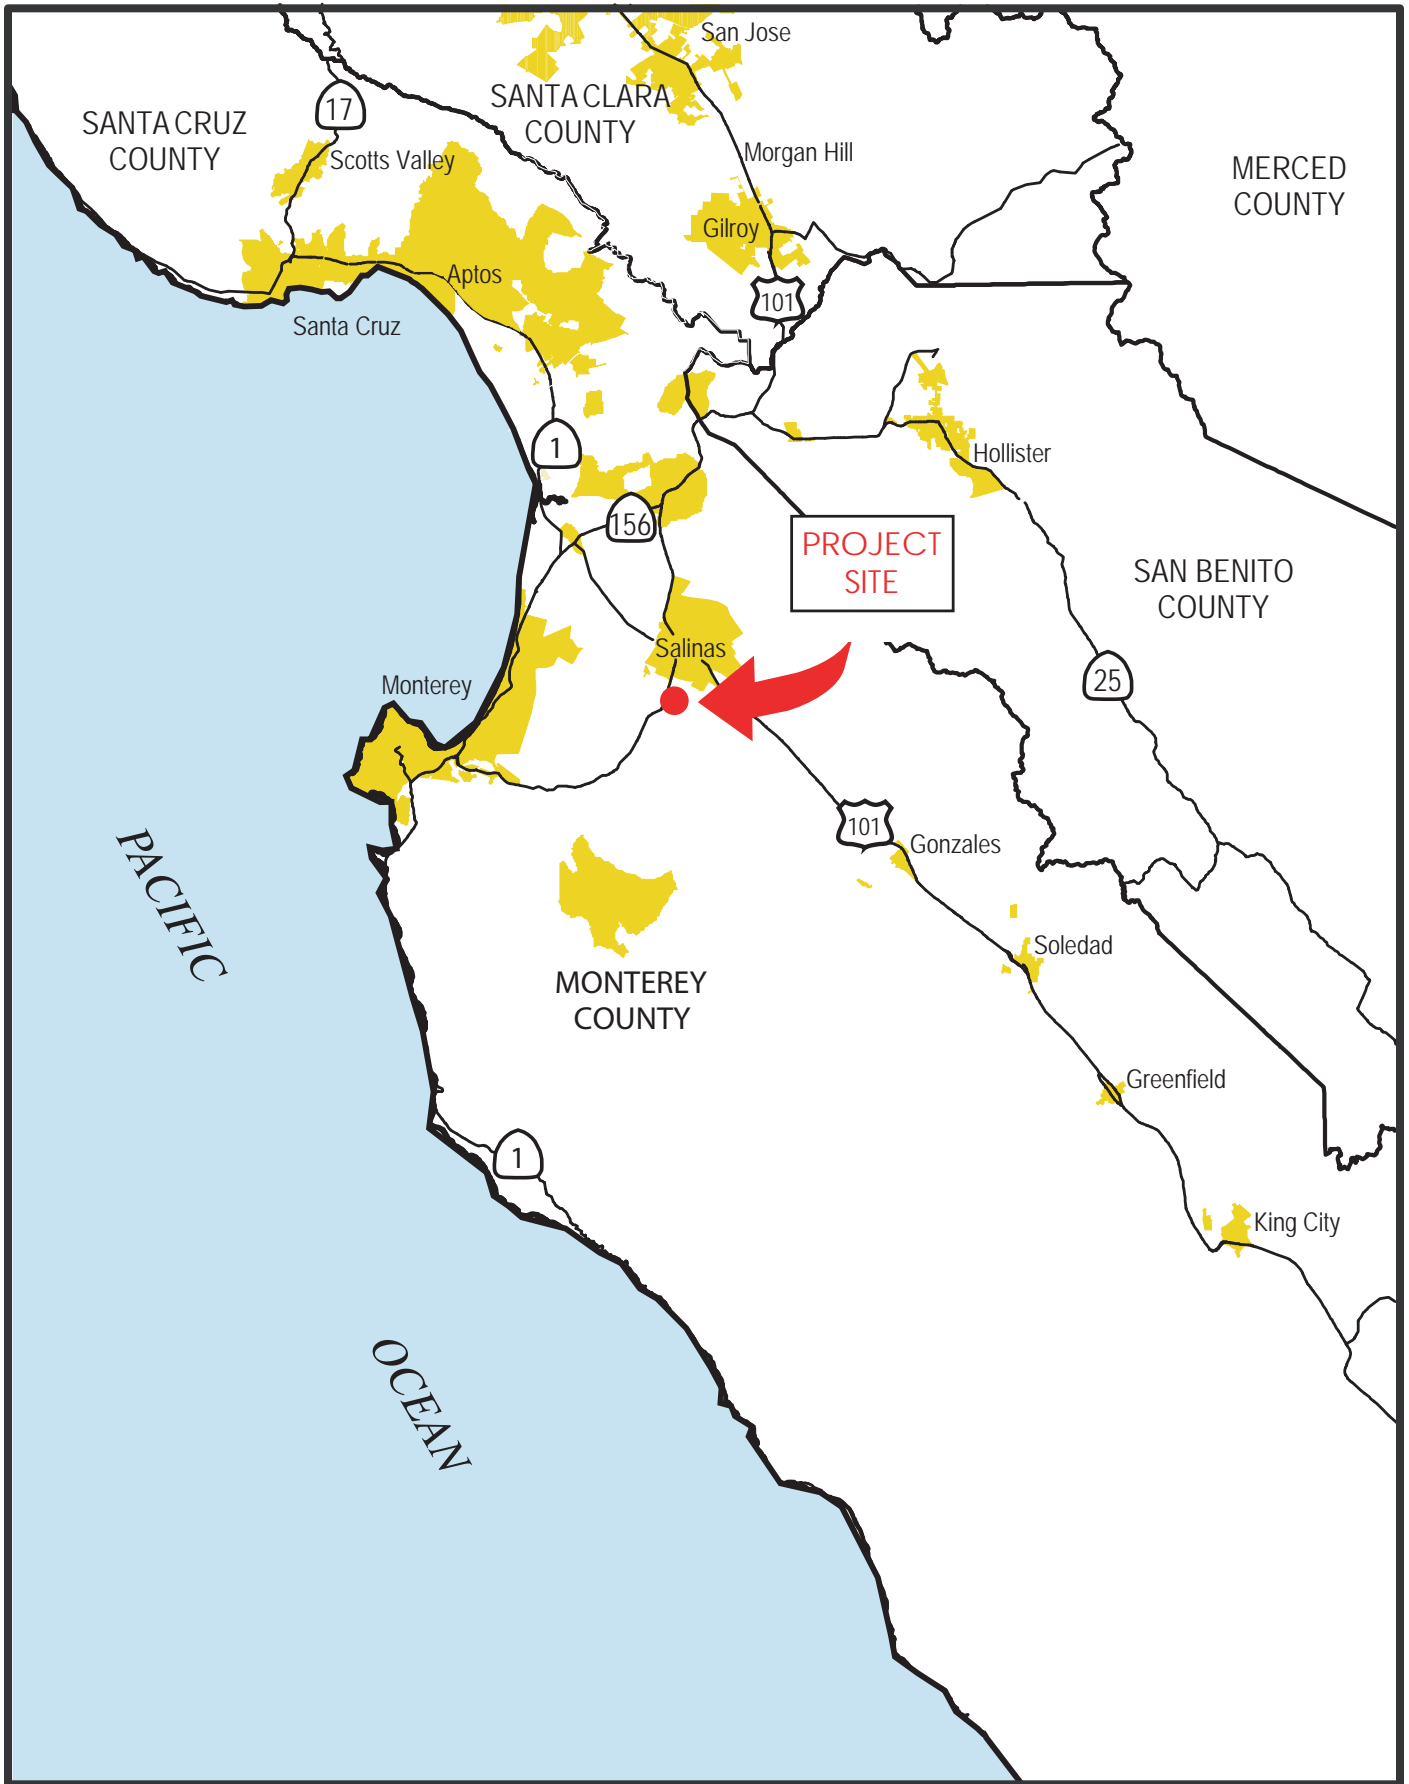 San Jose
SANTA CLARA
COUNTY
17
SANTA CRUZ
COUNTY
Scotts Valley
Morgan Hill
MERCED
COUNTY
Gilroy
Aptos
101
Santa Cruz
1
Hollister
156
PROJECT
SITE
SAN BENITO
COUNTY
Salinas
25
Monterey
101
Gonzales
PACIFIC
Soledad
MONTEREY
COUNTY
Greenfield
1
King City
OCEAN